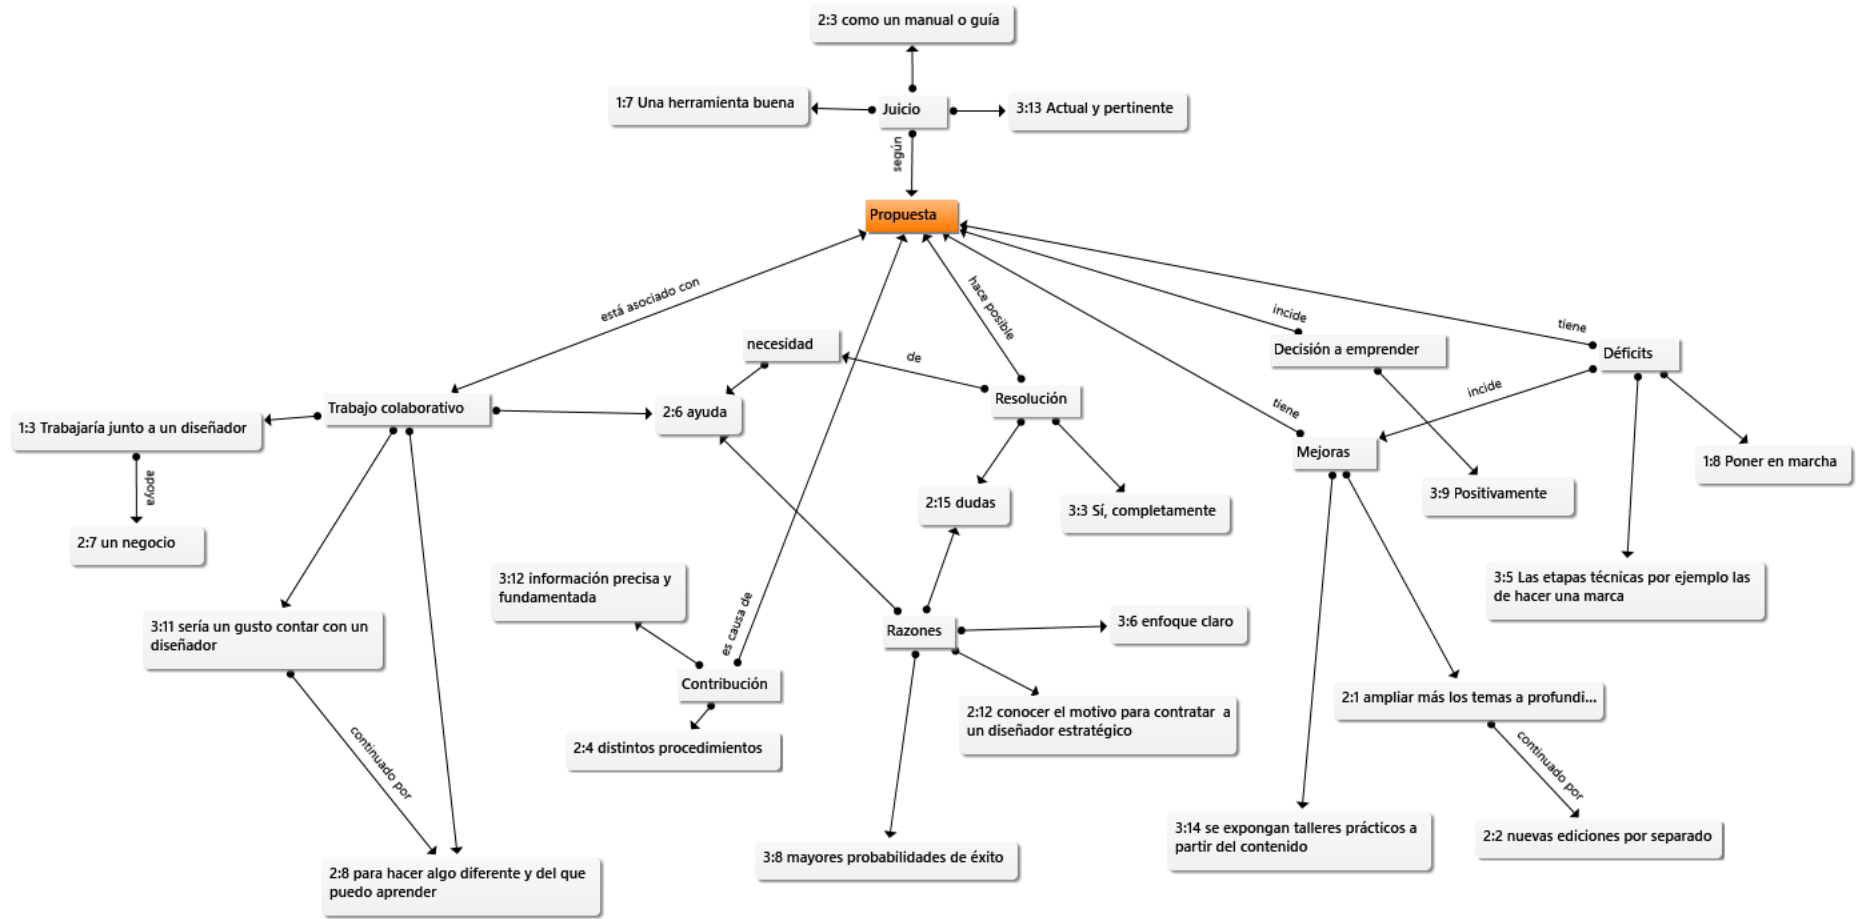 2:3 como un manual o guía
1:7 Una herramienta buena
Juicio
3:13 Actual y pertinente
según
Propuesta
está asociado con
hace posible
incide
tiene
necesidad
de
Decisión a emprender
Déficits
Resolución
incide
tiene
Trabajo colaborativo
2:6 ayuda
1:3 Trabajaría junto a un diseñador
Mejoras
1:8 Poner en marcha
apoya
2:15 dudas
3:3 Sí, completamente
3:9 Positivamente
2:7 un negocio
3:12 información precisa y
fundamentada
es causa de
3:5 Las etapas técnicas por ejemplo las
de hacer una marca
3:11 sería un gusto contar con un
diseñador
Razones
3:6 enfoque claro
Contribución
2:12 conocer el motivo para contratar a
un diseñador estratégico
2:1 ampliar más los temas a profundi...
2:4 distintos procedimientos
continuado por
continuado por
3:14 se expongan talleres prácticos a
partir del contenido
2:2 nuevas ediciones por separado
3:8 mayores probabilidades de éxito
2:8 para hacer algo diferente y del que
puedo aprender